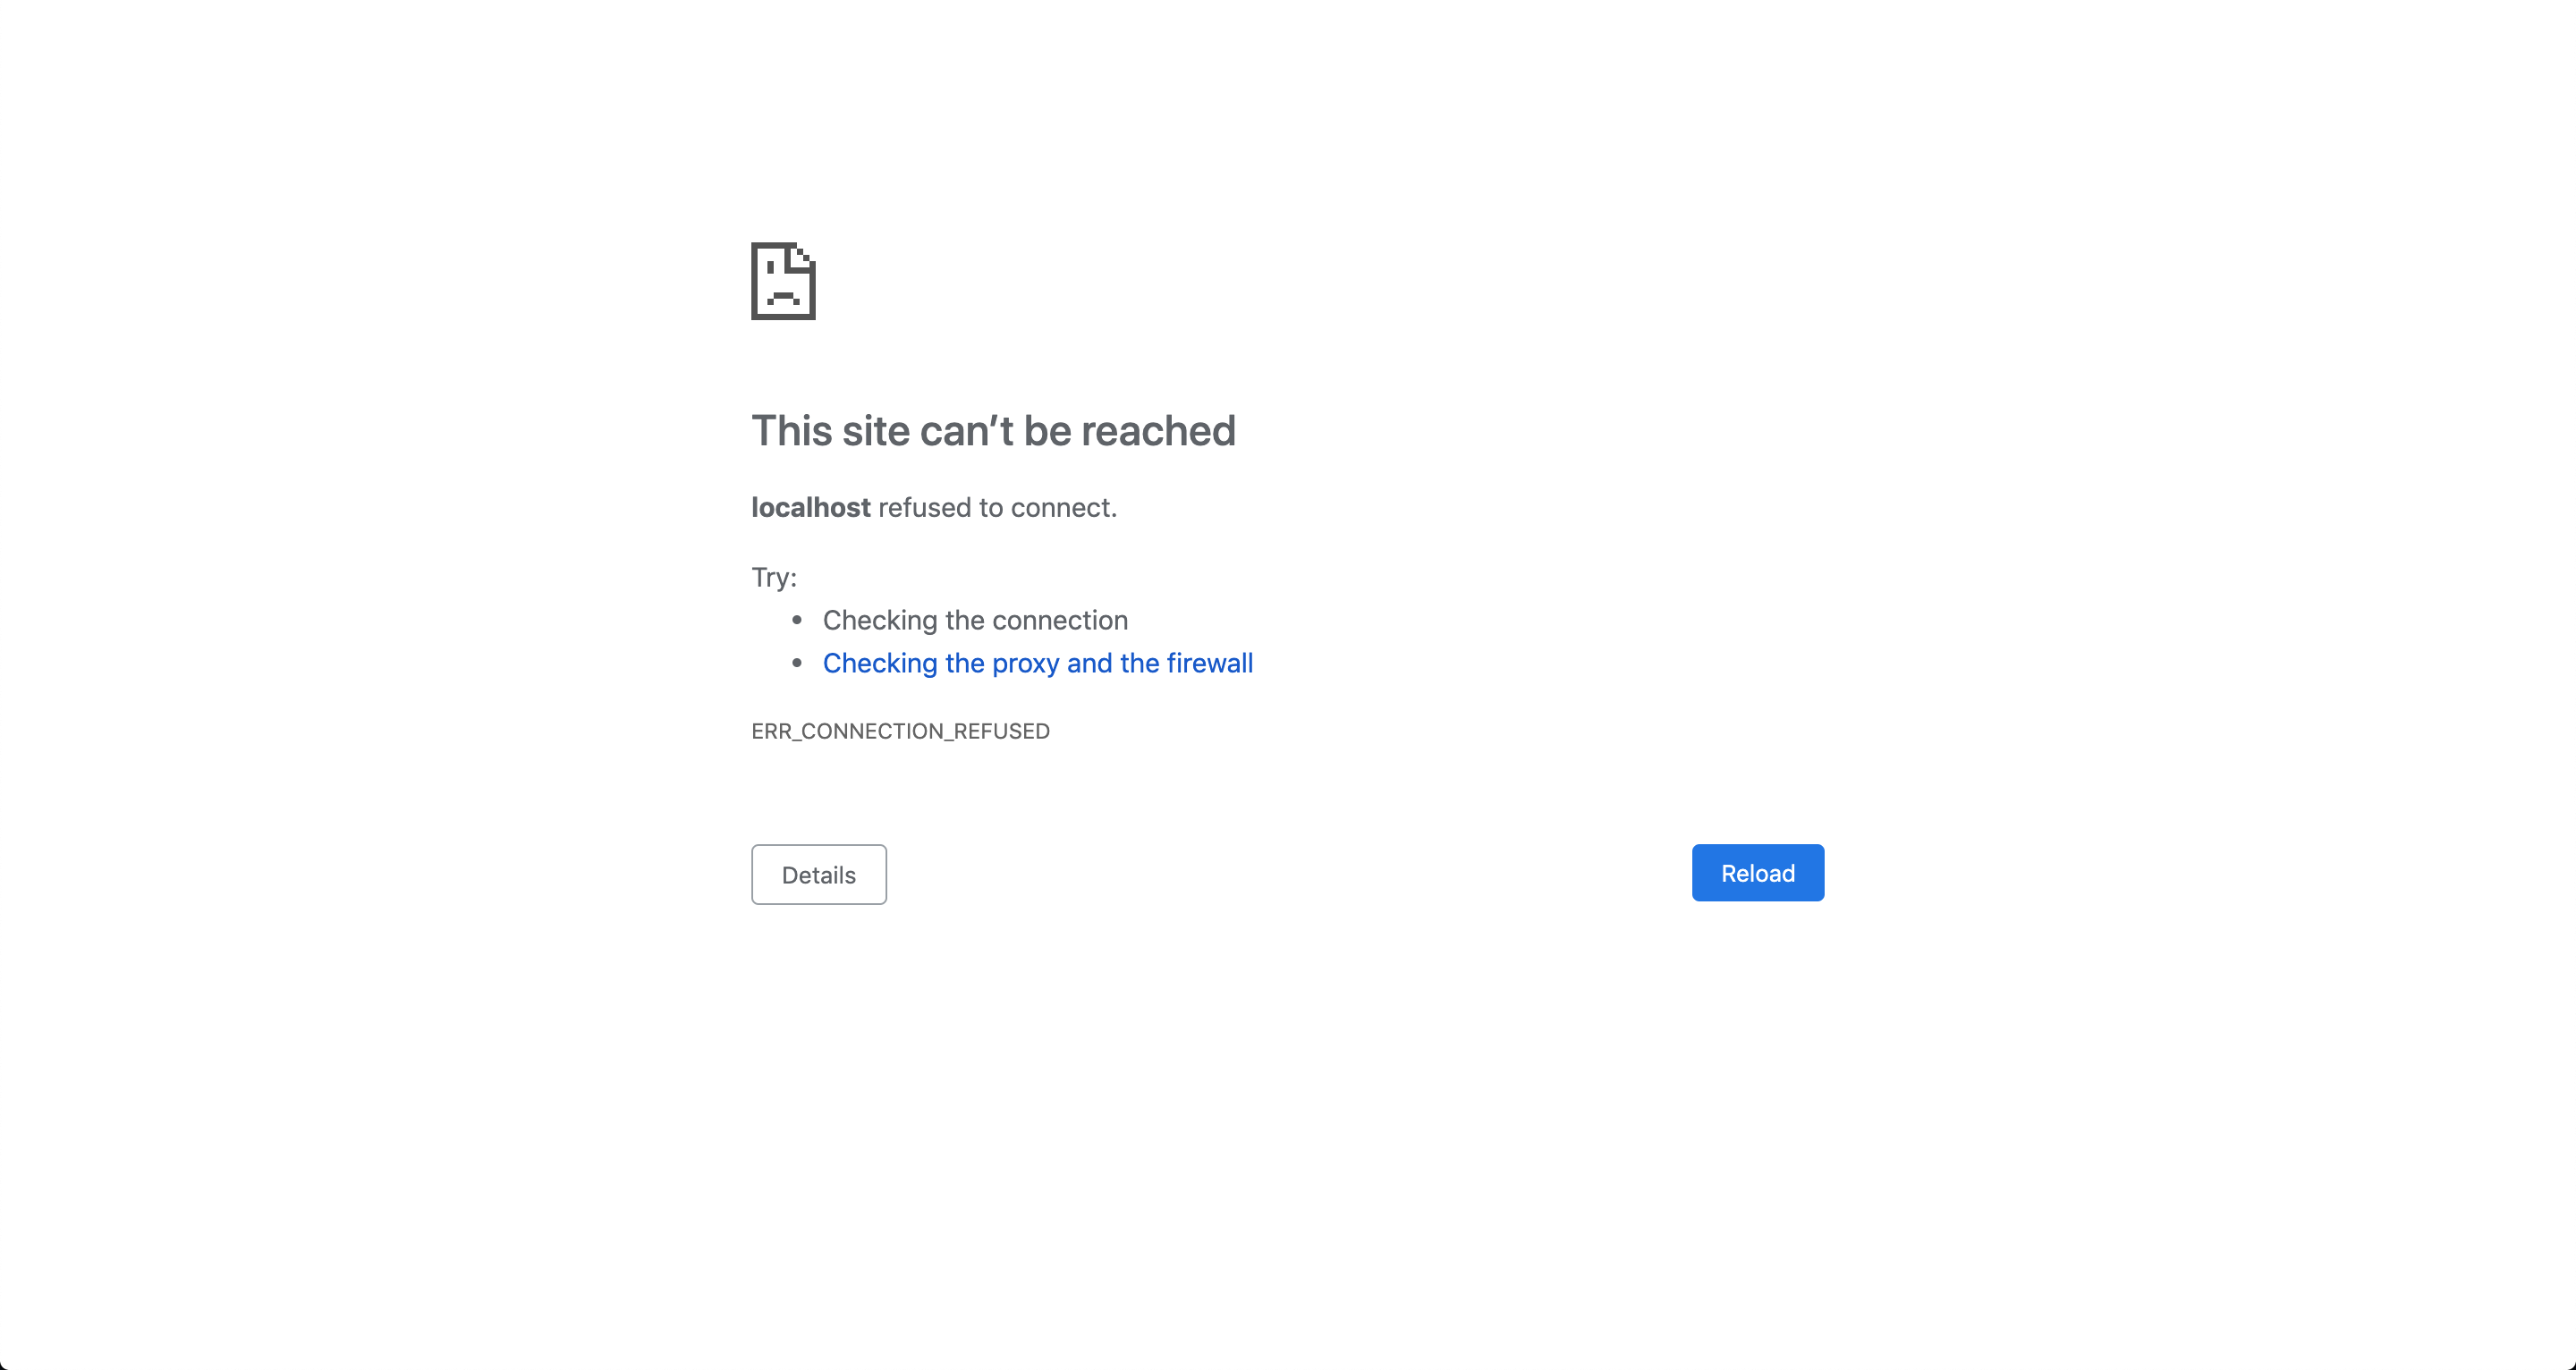 This site can’t be reached
localhost refused to connect.
Try:
• Checking the connection
• Checking the proxy and the firewall
ERR_CONNECTION_REFUSED
Details
Reload